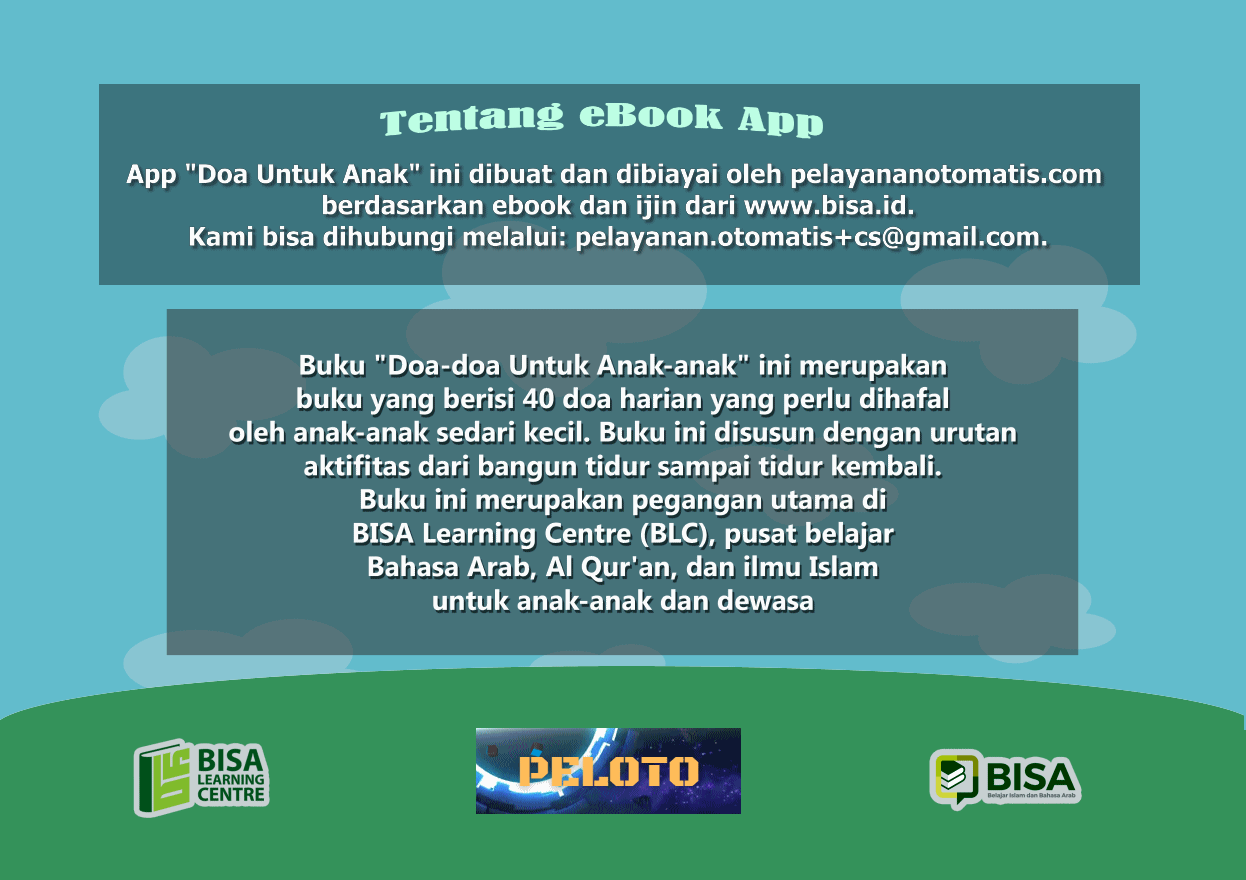 Tentang eBook App
App "Doa Untuk Anak" ini dibuat dan dibiayai oleh pelayananotomatis.com
berdasarkan ebook dan ijin dari www.bisa.id.
Kami bisa dihubungi melalui: pelayanan.otomatis+cs@gmail.com.
Buku "Doa-doa Untuk Anak-anak" ini merupakan
buku yang berisi 40 doa harian yang perlu dihafal
oleh anak-anak sedari kecil. Buku ini disusun dengan urutan
aktifitas dari bangun tidur sampai tidur kembali.
Buku ini merupakan pegangan utama di
BISA Learning Centre (BLC), pusat belajar
Bahasa Arab, Al Qur'an, dan ilmu Islam
untuk anak-anak dan dewasa
BISA
LEARNING
CENTRE
PELOTO
BISA
Belajar Islam dan Bahasa Arab